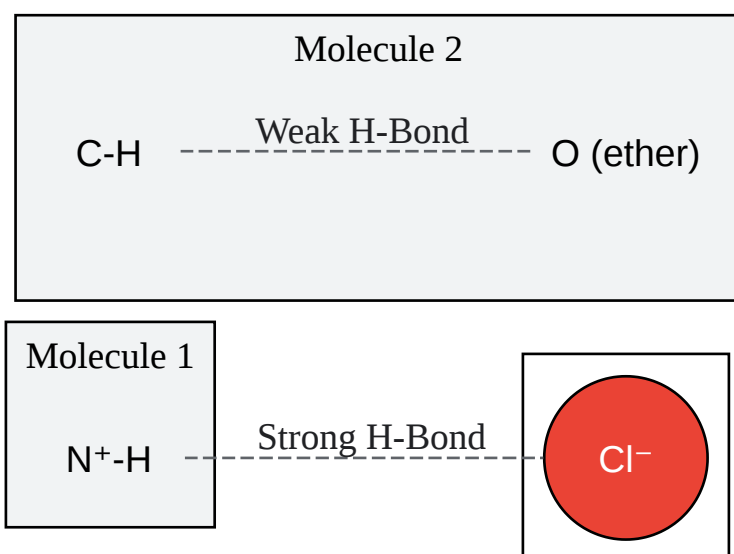 Molecule 2
Weak H-Bond
C-H
O (ether)
Molecule 1
Strong H-Bond
N⁺-H
Cl⁻